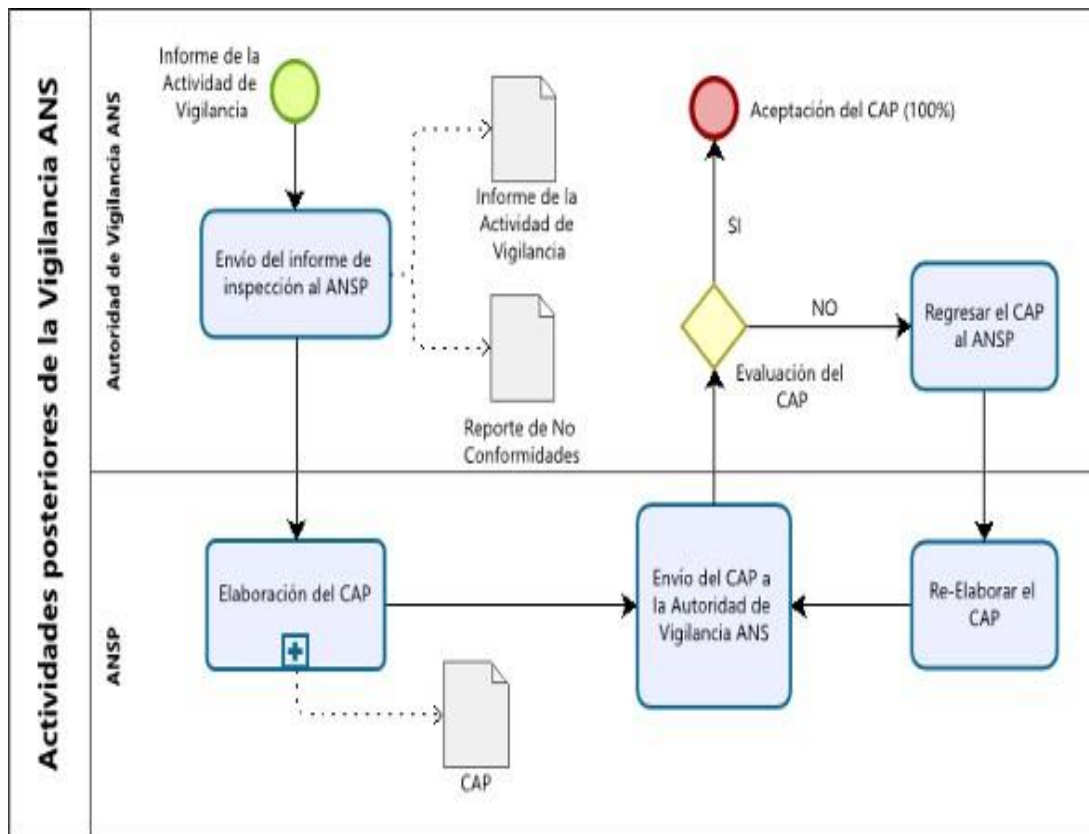 Actividades posteriores de la Vigilancia ANS
Autoridad de Vigilancia ANS
Informe de la
Actividad de
Vigilancia
Envío del informe de
inspección al ANSP
Informe de la
Actividad de
Vigilancia
Reporte de No
Conformidades
Aceptación del CAP (100%)
SI
NO
Evaluación del
CAP
Regresar el CAP
al ANSP
ANSP
Elaboración del CAP
CAP
Envío del CAP a
la Autoridad de
Vigilancia ANS
Re-Elaborar el
CAP